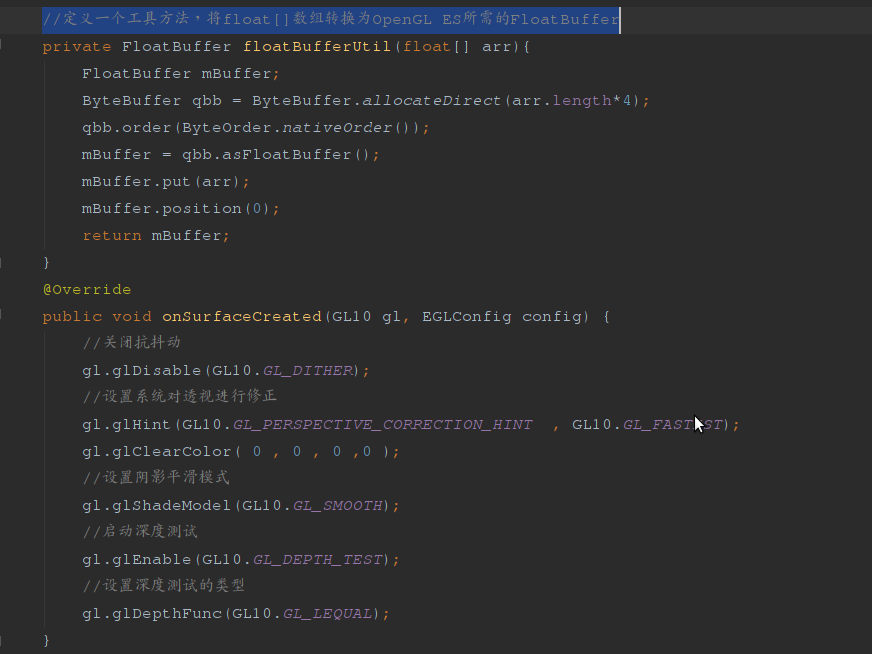 //定义一个工具方法，将float[]数组转换为OpenGL ES所需的FloatBuffer
private FloatBuffer floatBufferUtil(float[] arr){
FloatBuffer mBuffer;
ByteBuffer qbb = ByteBuffer.allocateDirect(arr.length*4);
qbb.order(ByteOrder.nativeOrder());
mBuffer = qbb.asFloatBuffer();
mBuffer.put(arr);
mBuffer.position(0);
return mBuffer;
}
@Override
public void onSurfaceCreated(GL10 gl, EGLConfig config) {
//关闭抗抖动
gl.glDisable(GL10.GL_DITHER);
//设置系统对透视进行修正
gl.glHint(GL10.GL_PERSPECTIVE_CORRECTION_HINT , GL10.GL_FASTEST);
gl.glClearColor( 0 , 0 , 0 ,0 );
//设置阴影平滑模式
gl.glShadeModel(GL10.GL_SMOOTH);
//启动深度测试
gl.glEnable(GL10.GL_DEPTH_TEST);
//设置深度测试的类型
gl.glDepthFunc(GL10.GL_LEQUAL);
}